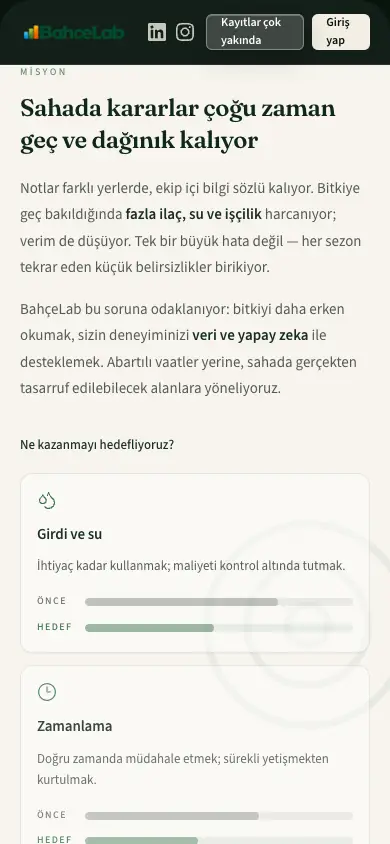 BahçeLab
Kayıtlar çok
yakında
Giriş
yap
MİSYON
Sahada kararlar çoğu zaman
geç ve dağınık kalıyor
Notlar farklı yerlerde, ekip içi bilgi sözlü kalıyor. Bitkiye
geç bakıldığında fazla ilaç, su ve işçilik harcanıyor;
verim de düşüyor. Tek bir büyük hata değil — her sezon
tekrar eden küçük belirsizlikler birikiyor.
BahçeLab bu soruna odaklanıyor: bitkiyi daha erken
okumak, sizin deneyiminizi veri ve yapay zeka ile
desteklemek. Abartılı vaatler yerine, sahada gerçekten
tasarruf edilebilecek alanlara yöneliyoruz.
Ne kazanmayı hedefliyoruz?
Girdi ve su
İhtiyaç kadar kullanmak; maliyeti kontrol altında tutmak.
ÖNCE
HEDEF
Zamanlama
Doğru zamanda müdahale etmek; sürekli yetişmekten
kurtulmak.
ÖNCE
HEDEF